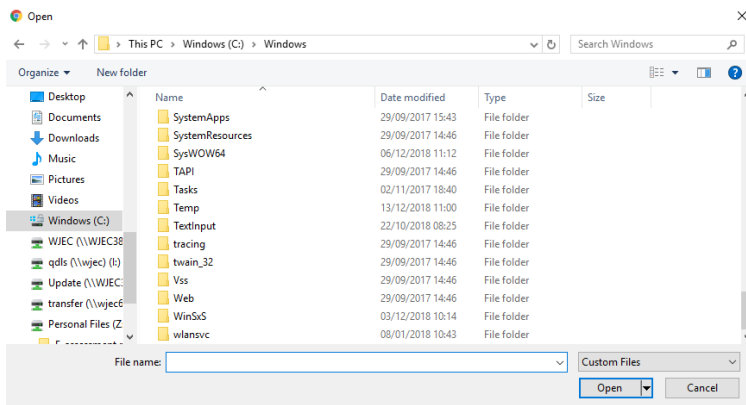 Open
This PC > Windows (C:) > Windows
Search Windows
Organize
New folder
Name Date modified Type Size
Desktop
Documents
Downloads
Music
Pictures
Videos
Windows (C:)
WJEC (\\WJEC38
qdls (\\wjec) (I:)
Update (\\WJEC:
transfer (\\wjec6
Personal Files (Z:
SystemApps 29/09/2017 15:43 File folder
SystemResources 29/09/2017 14:46 File folder
SysWOW64 06/12/2018 11:12 File folder
TAPI 29/09/2017 14:46 File folder
Tasks 02/11/2017 18:40 File folder
Temp 13/12/2018 11:00 File folder
TextInput 22/10/2018 08:25 File folder
tracing 29/09/2017 14:46 File folder
twain_32 29/09/2017 14:46 File folder
Vss 29/09/2017 14:46 File folder
Web 29/09/2017 14:46 File folder
WinSxS 03/12/2018 10:14 File folder
wlansvc 08/01/2018 10:43 File folder
File name:
Custom Files
Open
Cancel